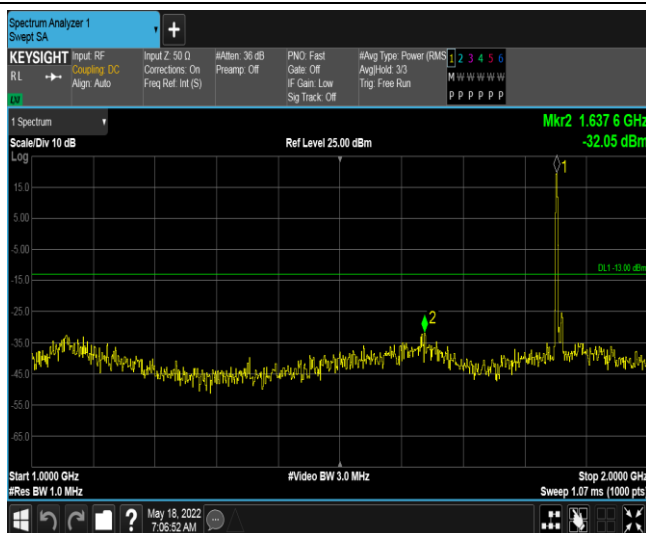 Spectrum Analyzer 1
Swept SA
+
KEYSIGHT
RL
LXI
Input: RF
Coupling: DC
Align: Auto
Input Z: 50 Ω
Corrections: On
Freq Ref: Int (S)
#Atten: 36 dB
Preamp: Off
PNO: Fast
Gate: Off
IF Gain: Low
Sig Track: Off
#Avg Type: Power (RMS
Avg|Hold: 3/3
Trig: Free Run
1 2 3 4 5 6
M W W W W W
P P P P P P
1 Spectrum
Mkr2 1.637 6 GHz
-32.05 dBm
Scale/Div 10 dB
Ref Level 25.00 dBm
Log
1
15.0
5.00
-5.00
DL1 -13.00 dBm
-15.0
-25.0
2
-35.0
-45.0
-55.0
-65.0
Start 1.0000 GHz
#Video BW 3.0 MHz
Stop 2.0000 GHz
#Res BW 1.0 MHz
Sweep 1.07 ms (1000 pts)
?
May 18, 2022
7:06:52 AM